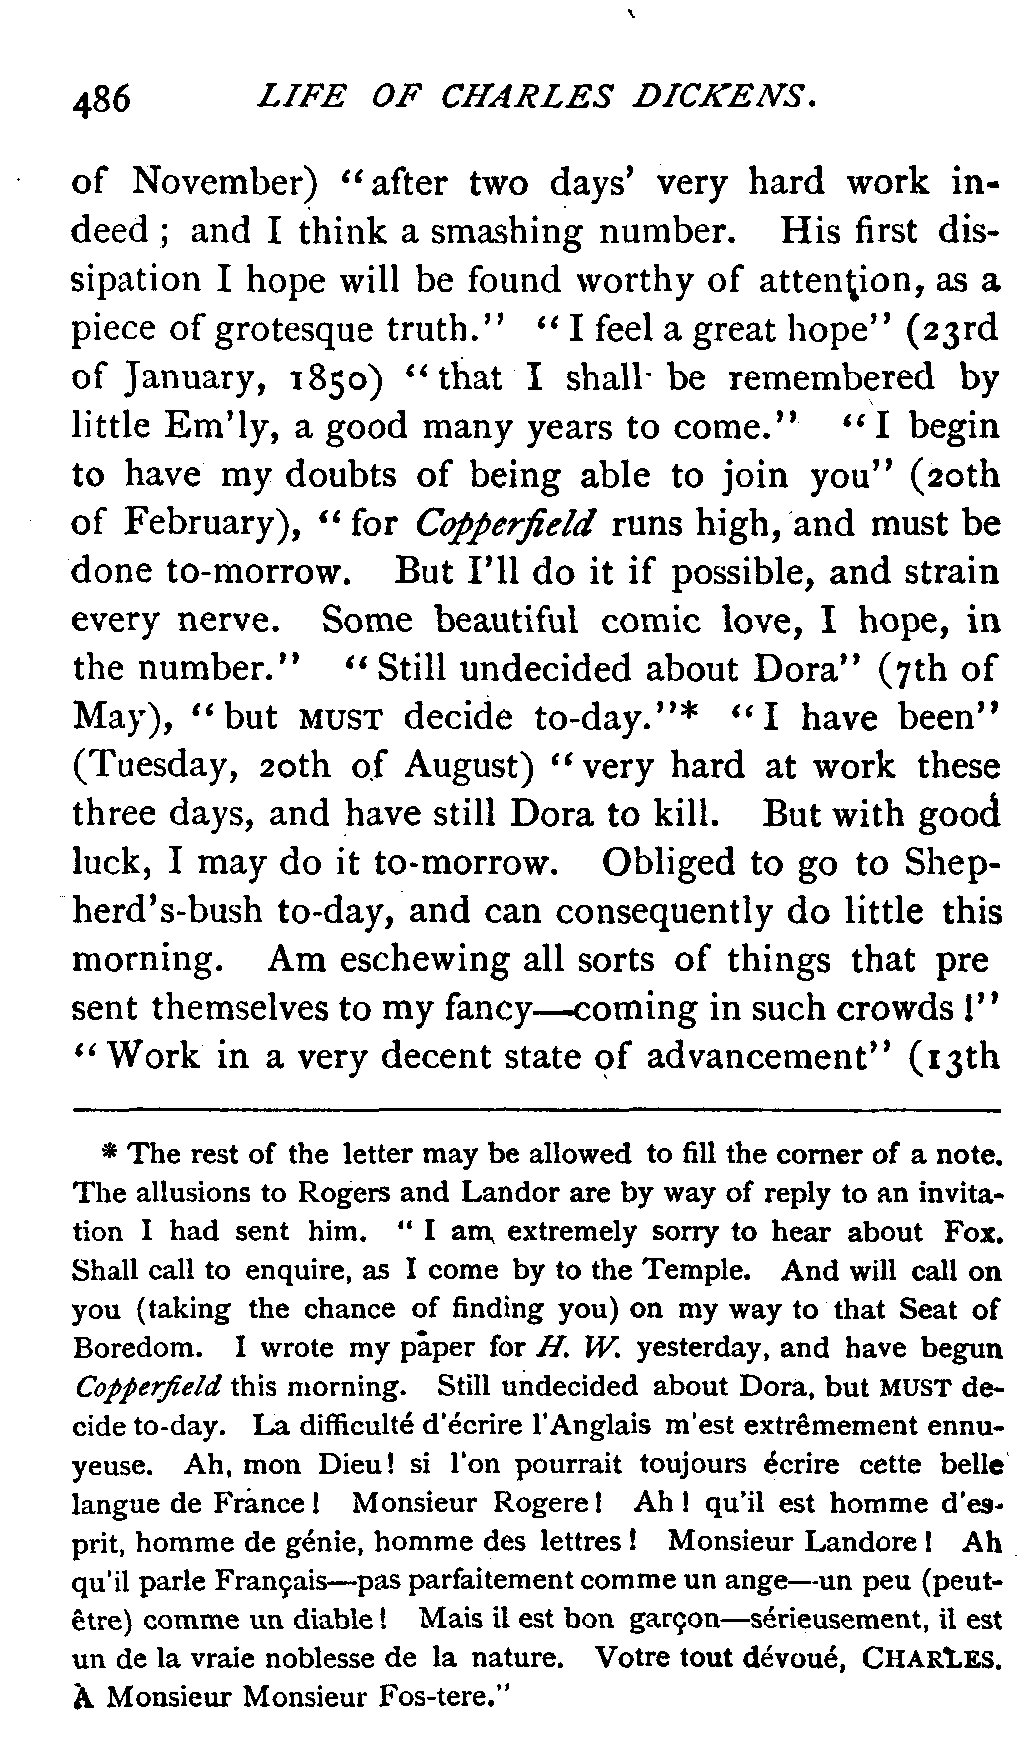 486 LIFE OF CHARLES DICKENS.
of November) "after two days' very hard work in-
deed; and I think a smashing number. His first dis-
sipation I hope will be found worthy of attention, as a
piece of grotesque truth." "I feel a great hope" (23rd
of January, 1850) "that I shall be remembered by
little Em'ly, a good many years to come." "I begin
to have my doubts of being able to join you" (20th
of February), "for Copperfield runs high, and must be
done to-morrow. But I'll do it if possible, and strain
every nerve. Some beautiful comic love, I hope, in
the number." "Still undecided about Dora" (7th of
May), "but MUST decide to-day."* "I have been"
(Tuesday, 20th of August) "very hard at work these
three days, and have still Dora to kill. But with good
luck, I may do it to-morrow. Obliged to go to Shep-
herd's-bush to-day, and can consequently do little this
morning. Am eschewing all sorts of things that pre
sent themselves to my fancy—coming in such crowds!"
"Work in a very decent state of advancement" (13th
* The rest of the letter may be allowed to fill the corner of a note.
The allusions to Rogers and Landor are by way of reply to an invita-
tion I had sent him. "I am extremely sorry to hear about Fox.
Shall call to enquire, as I come by to the Temple. And will call on
you (taking the chance of finding you) on my way to that Seat of
Boredom. I wrote my paper for H. W. yesterday, and have begun
Copperfield this morning. Still undecided about Dora, but MUST de-
cide to-day. La difficulté d'écrire l'Anglais m'est extrêmement ennu-
yeuse. Ah, mon Dieu! si l'on pourrait toujours écrire cette belle
langue de France! Monsieur Rogere! Ah! qu'il est homme d'es-
prit, homme de génie, homme des lettres! Monsieur Landore! Ah
qu'il parle Français—pas parfaitement comme un ange—un peu (peut-
être) comme un diable! Mais il est bon garçon—sérieusement, il est
un de la vraie noblesse de la nature. Votre tout dévoué, CHARLES.
À Monsieur Monsieur Fos-tere."